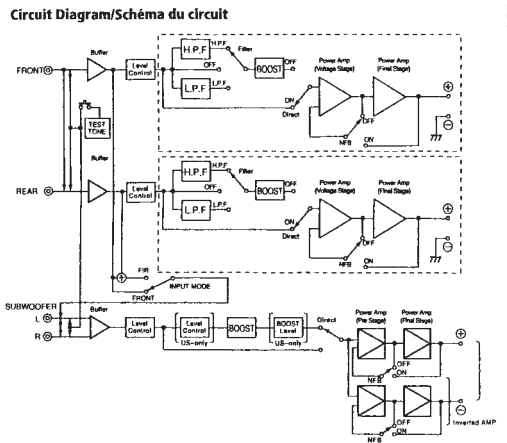 Circuit Diagram/Schéma du circuit
Buffer
FRONT
Level Control
H.P.F
H.P.F
Filter
OFF
L.P.F
L.P.F
BOOST
OFF
ON
Direct
Power Amp (Voltage Stage)
Power Amp (Final Stage)
OFF
NFB
ON
+
−
TEST TONE
Buffer
REAR
Level Control
H.P.F
H.P.F
Filter
OFF
L.P.F
L.P.F
BOOST
OFF
ON
Direct
Power Amp (Voltage Stage)
Power Amp (Final Stage)
OFF
NFB
ON
+
−
F/R
INPUT MODE
FRONT
SUBWOOFER
L
R
Buffer
Level Control
Level Control
US-only
BOOST
BOOST Level
US-only
Direct
Power Amp (Pre Stage)
Power Amp (Final Stage)
OFF
ON
NFB
+
OFF
ON
NFB
−
Inverted AMP